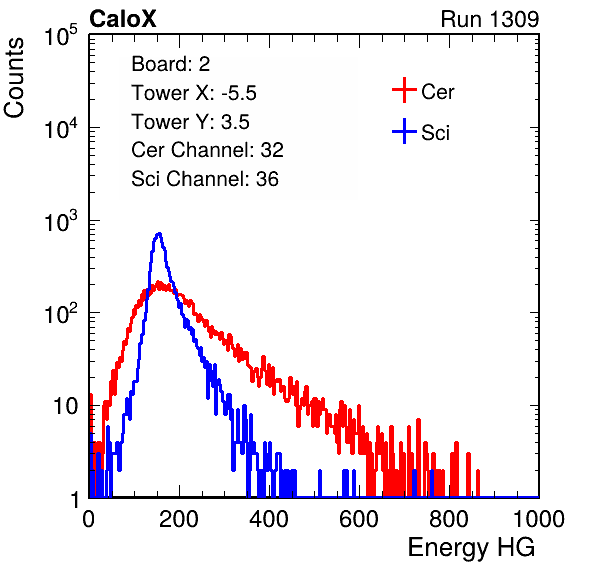 CaloX Run 1309
Counts
Board: 2
Tower X: -5.5
Tower Y: 3.5
Cer Channel: 32
Sci Channel: 36
Cer
Sci
10^5
10^4
10^3
10^2
10
1
0 200 400 600 800 1000
Energy HG